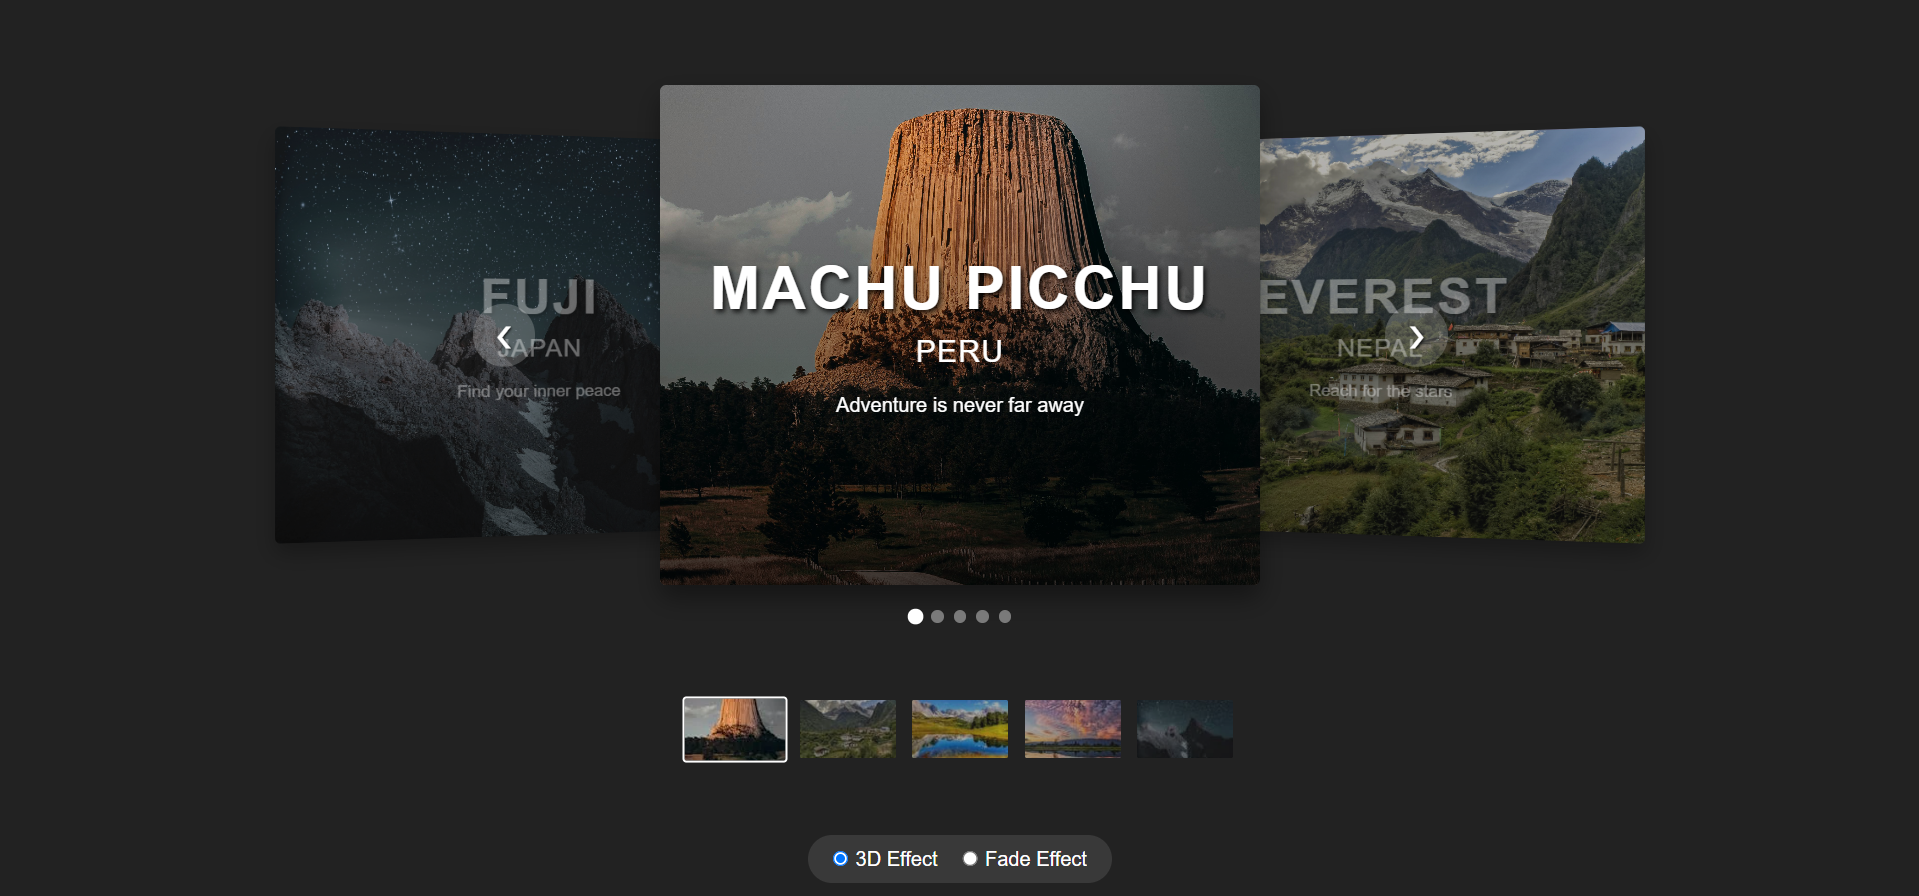 FUJI
JAPAN
Find your inner peace
MACHU PICCHU
PERU
Adventure is never far away
EVEREST
NEPAL
Reach for the stars
3D Effect
Fade Effect